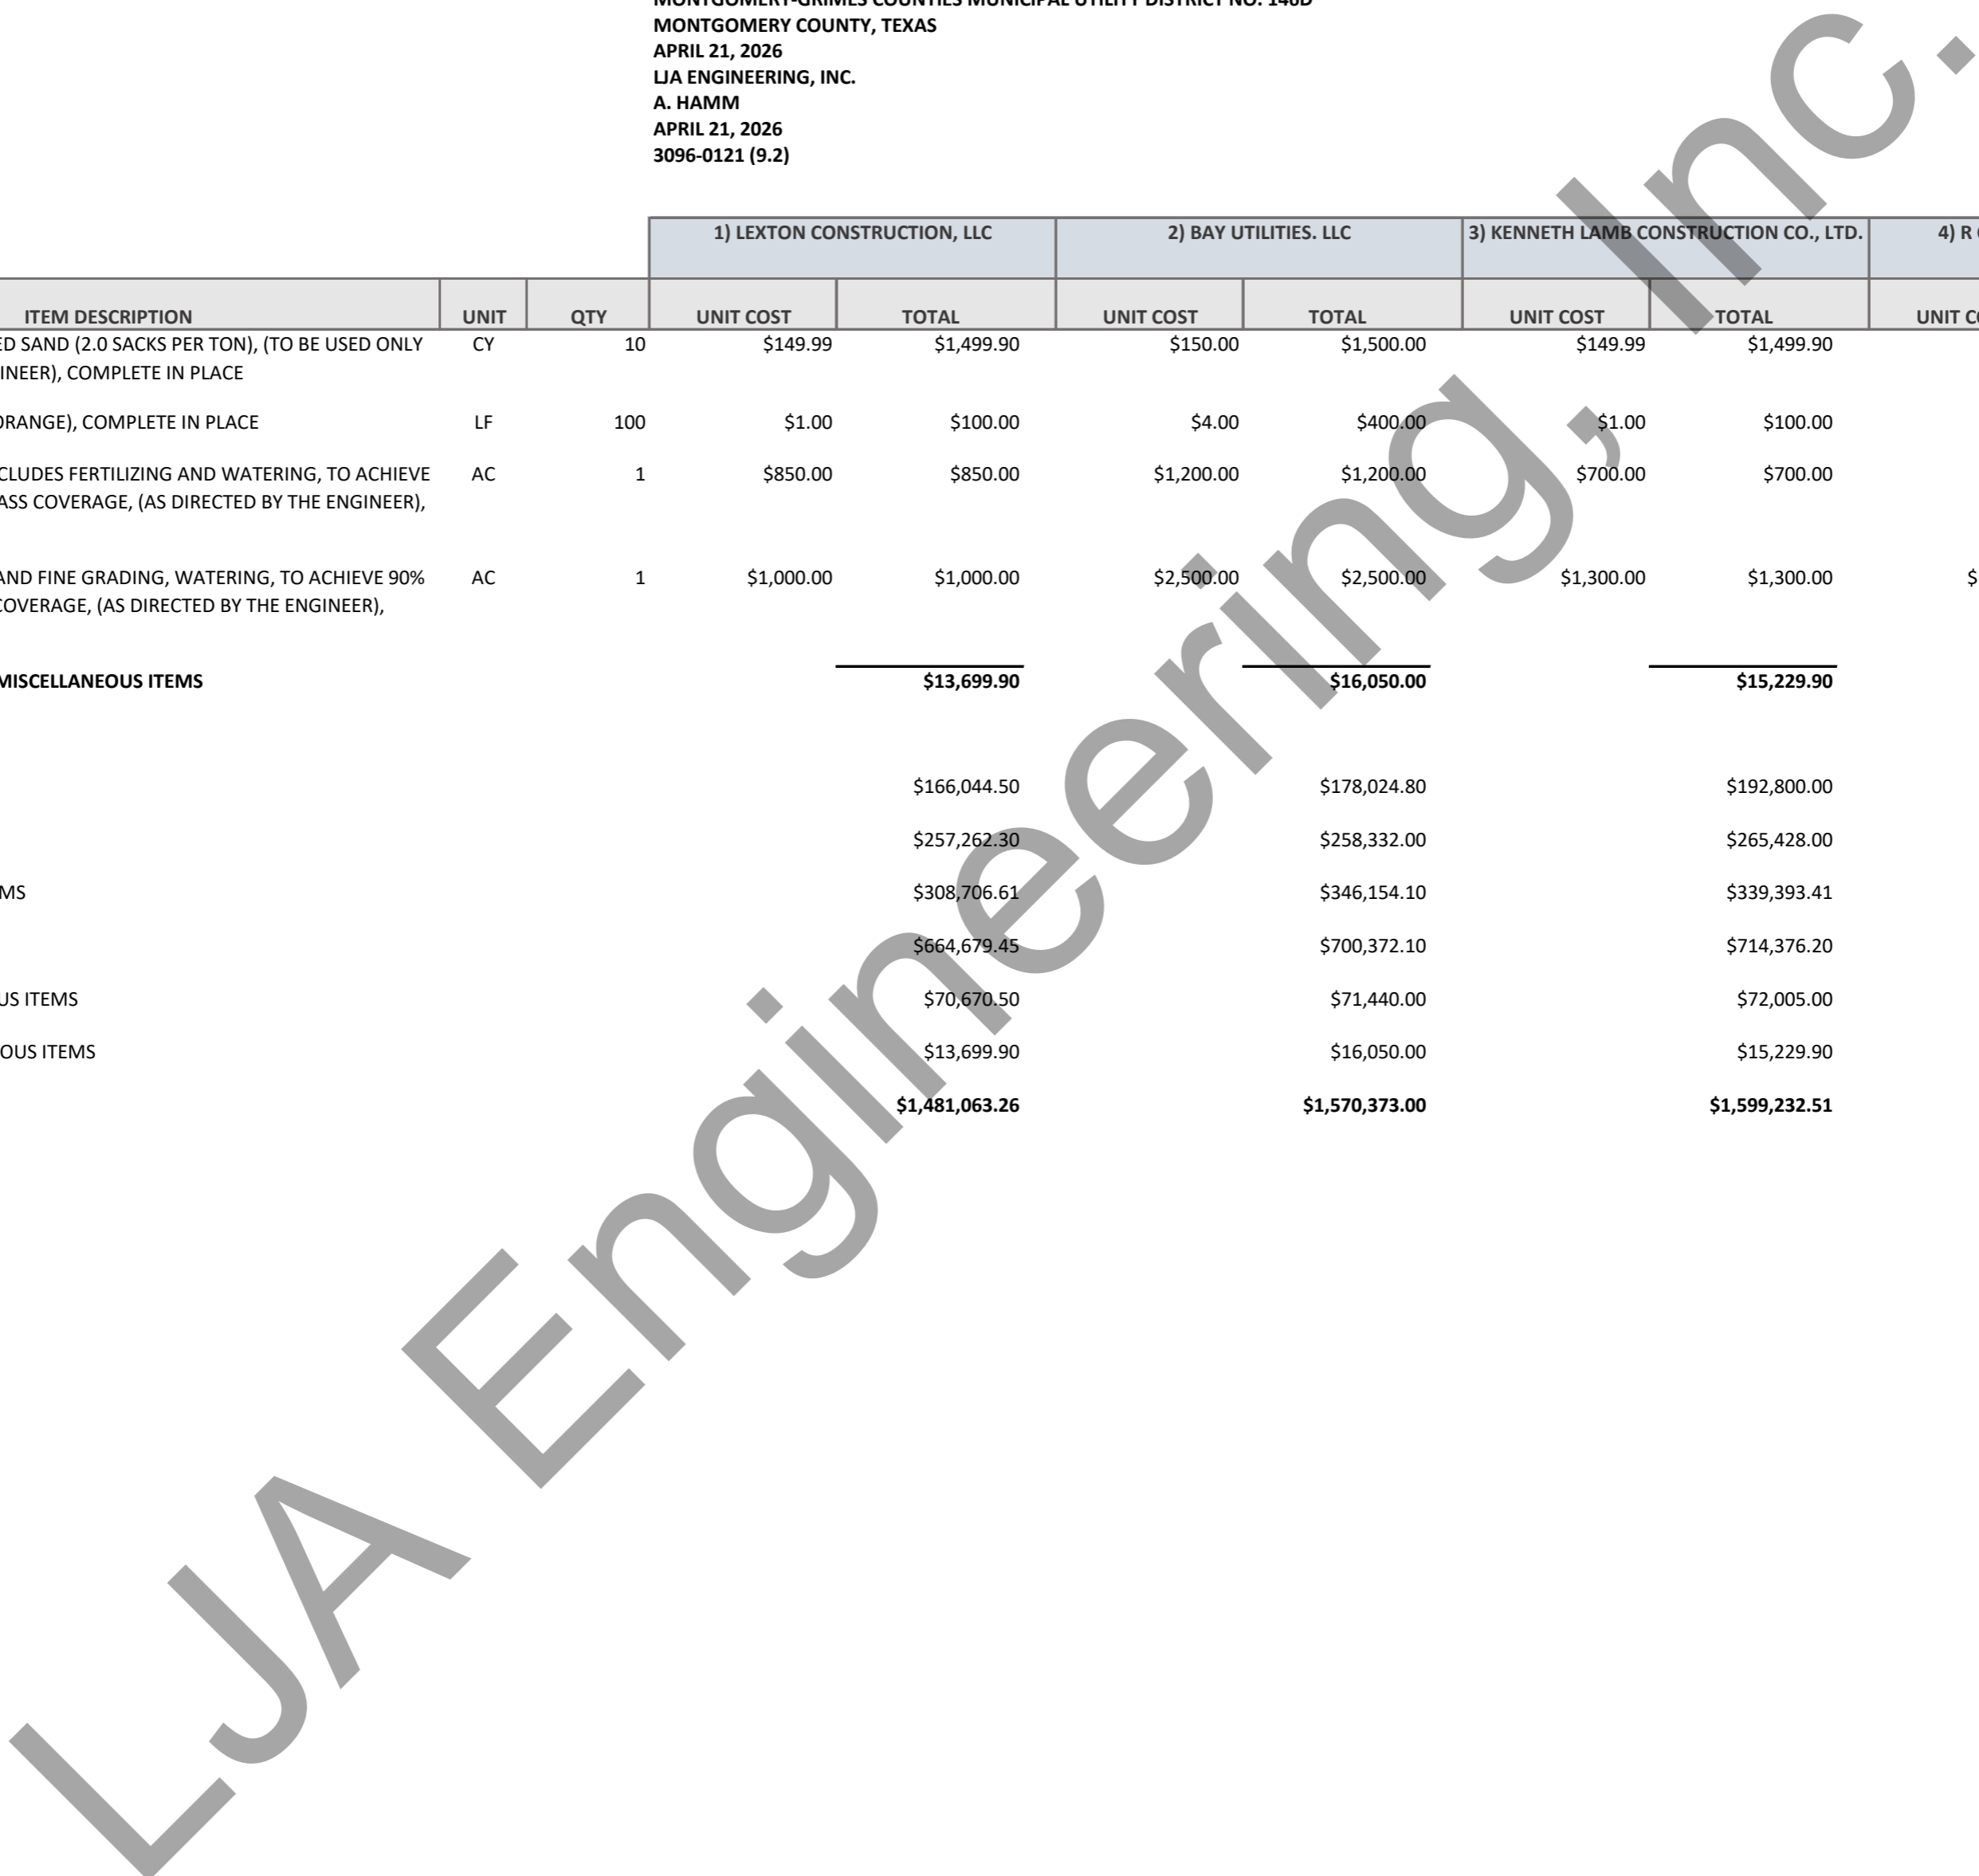 MONTGOMERY-GRIMES COUNTIES MUNICIPAL UTILITY DISTRICT NO.
MONTGOMERY COUNTY, TEXAS
APRIL 21, 2026
LJA ENGINEERING, INC.
A. HAMM
APRIL 21, 2026
3096-0121 (9.2)
1) LEXTON CONSTRUCTION, LLC 2) BAY UTILITIES. LLC 3) KENNETH LAMB CONSTRUCTION CO., LTD. 4) R
ITEM DESCRIPTION UNIT QTY UNIT COST TOTAL UNIT COST TOTAL UNIT COST TOTAL UNIT CO
ED SAND (2.0 SACKS PER TON), (TO BE USED ONLY CY 10 $149.99 $1,499.90 $150.00 $1,500.00 $149.99 $1,499.90
INEER), COMPLETE IN PLACE
ORANGE), COMPLETE IN PLACE LF 100 $1.00 $100.00 $4.00 $400.00 $1.00 $100.00
CLUDES FERTILIZING AND WATERING, TO ACHIEVE AC 1 $850.00 $850.00 $1,200.00 $1,200.00 $700.00 $700.00
ASS COVERAGE, (AS DIRECTED BY THE ENGINEER),
AND FINE GRADING, WATERING, TO ACHIEVE 90% AC 1 $1,000.00 $1,000.00 $2,500.00 $2,500.00 $1,300.00 $1,300.00 $
COVERAGE, (AS DIRECTED BY THE ENGINEER),
MISCELLANEOUS ITEMS $13,699.90 $16,050.00 $15,229.90
$166,044.50 $178,024.80 $192,800.00
$257,262.30 $258,332.00 $265,428.00
MS $308,706.61 $346,154.10 $339,393.41
$664,679.45 $700,372.10 $714,376.20
US ITEMS $70,670.50 $71,440.00 $72,005.00
OUS ITEMS $13,699.90 $16,050.00 $15,229.90
$1,481,063.26 $1,570,373.00 $1,599,232.51
LJA Engineering, Inc.